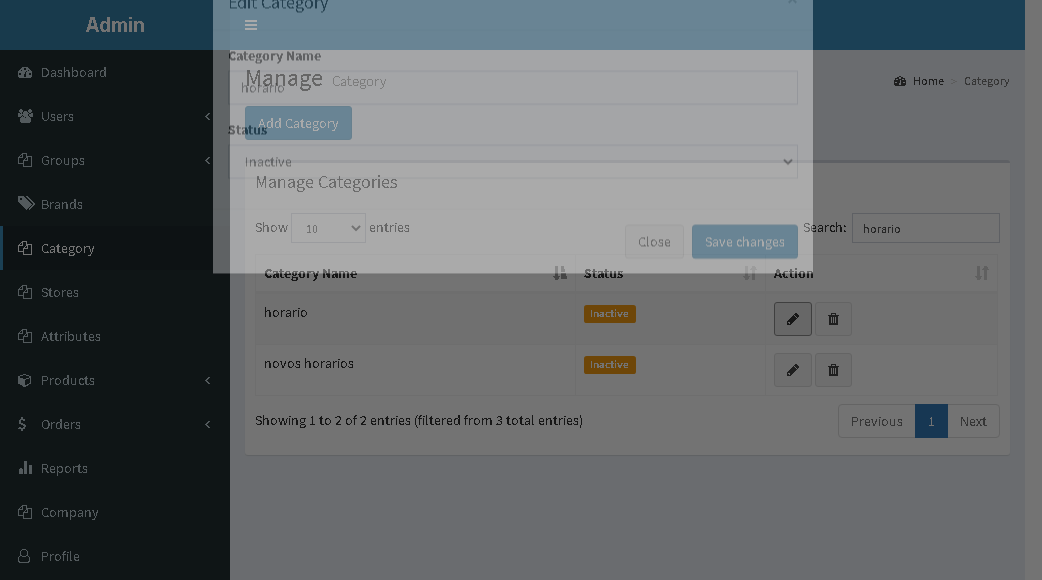 Edit Category
Admin
Category Name
Manage Category
horario
Home > Category
Add Category
Status
Inactive
Manage Categories
Show 10 entries
Search: horario
Close
Save changes
Category Name Status Action
horario Inactive
novos horarios Inactive
Showing 1 to 2 of 2 entries (filtered from 3 total entries)
Previous 1 Next
Dashboard
Users
Groups
Brands
Category
Stores
Attributes
Products
Orders
Reports
Company
Profile